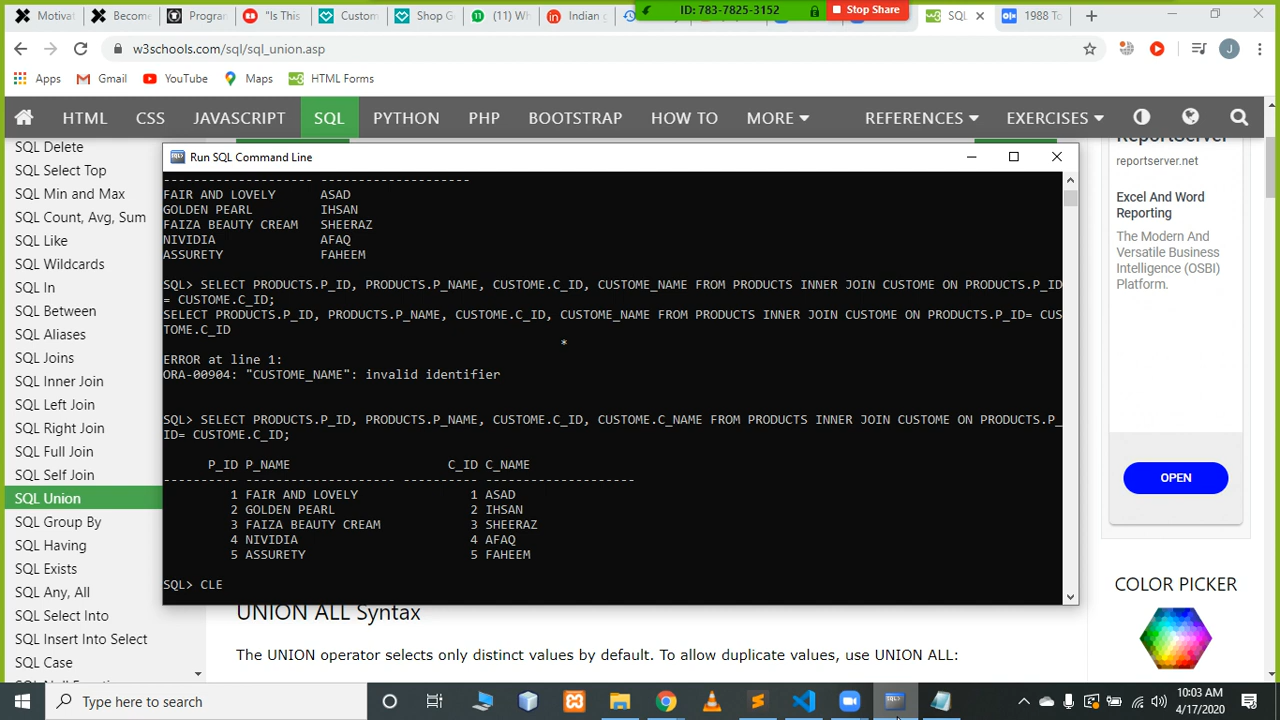 Motivat
Become
Progran
"Is This
Custom
Shop G
(11) Wh
Indian g
ID: 783-7825-3152
Stop Share
SQL
1988 To
w3schools.com/sql/sql_union.asp
J
Apps
Gmail
YouTube
Maps
HTML Forms
HTML
CSS
JAVASCRIPT
SQL
PYTHON
PHP
BOOTSTRAP
HOW TO
MORE
REFERENCES
EXERCISES
SQL Delete
SQL Select Top
SQL Min and Max
SQL Count, Avg, Sum
SQL Like
SQL Wildcards
SQL In
SQL Between
SQL Aliases
SQL Joins
SQL Inner Join
SQL Left Join
SQL Right Join
SQL Full Join
SQL Self Join
SQL Union
SQL Group By
SQL Having
SQL Exists
SQL Any, All
SQL Select Into
SQL Insert Into Select
SQL Case
Run SQL Command Line
-------------------- --------------------
FAIR AND LOVELY ASAD
GOLDEN PEARL IHSAN
FAIZA BEAUTY CREAM SHEERAZ
NIVIDIA AFAQ
ASSURETY FAHEEM
SQL> SELECT PRODUCTS.P_ID, PRODUCTS.P_NAME, CUSTOME.C_ID, CUSTOME_NAME FROM PRODUCTS INNER JOIN CUSTOME ON PRODUCTS.P_ID
= CUSTOME.C_ID;
SELECT PRODUCTS.P_ID, PRODUCTS.P_NAME, CUSTOME.C_ID, CUSTOME_NAME FROM PRODUCTS INNER JOIN CUSTOME ON PRODUCTS.P_ID= CUS
TOME.C_ID
*
ERROR at line 1:
ORA-00904: "CUSTOME_NAME": invalid identifier
SQL> SELECT PRODUCTS.P_ID, PRODUCTS.P_NAME, CUSTOME.C_ID, CUSTOME.C_NAME FROM PRODUCTS INNER JOIN CUSTOME ON PRODUCTS.P_
ID= CUSTOME.C_ID;
P_ID P_NAME C_ID C_NAME
---------- -------------------- ---------- --------------------
1 FAIR AND LOVELY 1 ASAD
2 GOLDEN PEARL 2 IHSAN
3 FAIZA BEAUTY CREAM 3 SHEERAZ
4 NIVIDIA 4 AFAQ
5 ASSURETY 5 FAHEEM
SQL> CLE
UNION ALL Syntax
The UNION operator selects only distinct values by default. To allow duplicate values, use UNION ALL:
ReportServer
reportserver.net
Excel And Word
Reporting
The Modern And
Versatile Business
Intelligence (OSBI)
Platform.
OPEN
COLOR PICKER
Type here to search
10:03 AM
4/17/2020